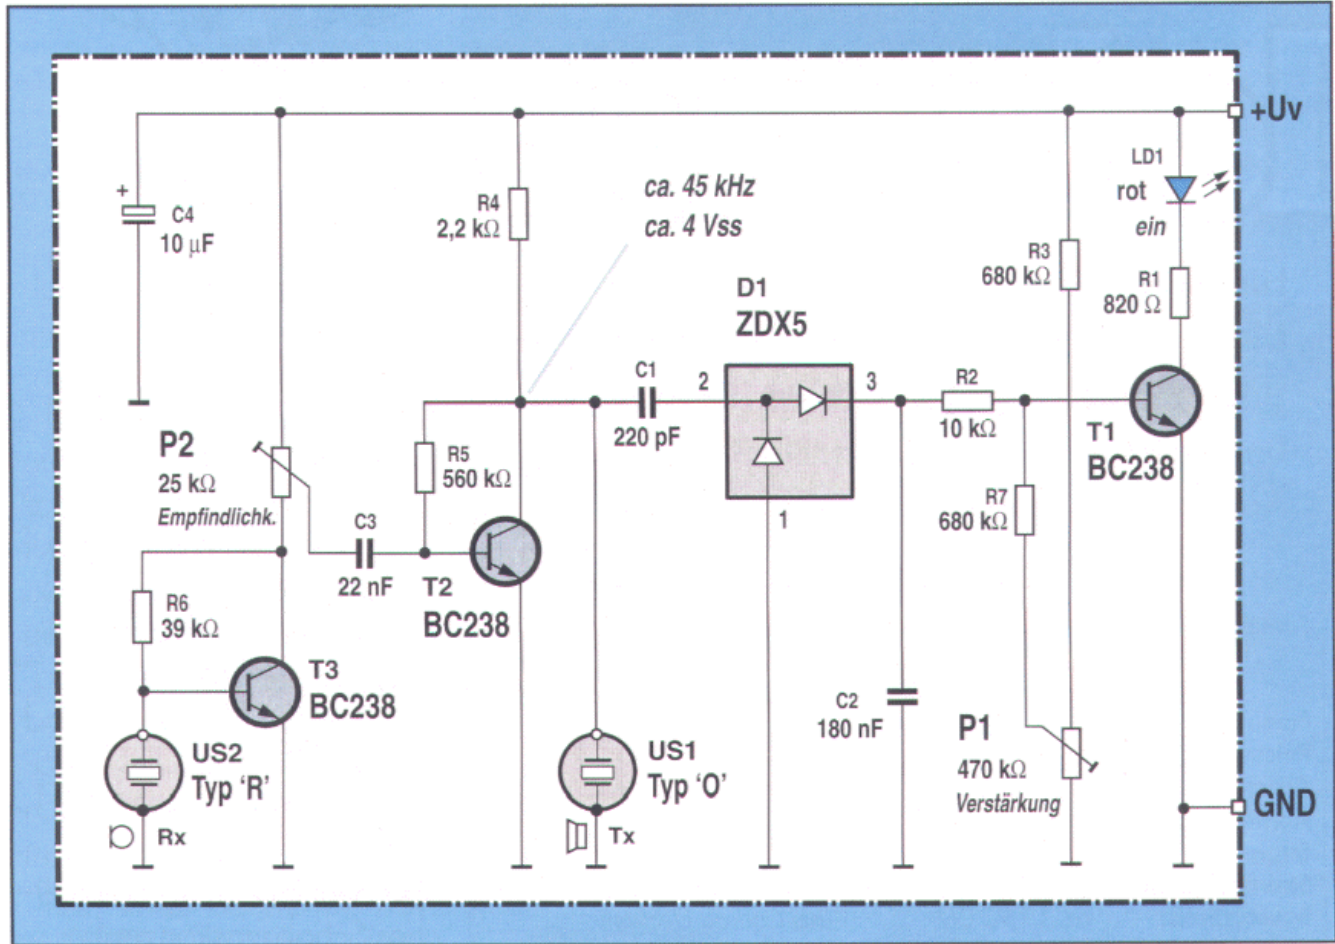 +Uv
LD1
rot
ein
ca. 45 kHz
ca. 4 Vss
+
C4
10 µF
R4
2,2 kΩ
R3
680 kΩ
R1
820 Ω
D1
ZDX5
C1
220 pF
2
3
1
R2
10 kΩ
T1
BC238
P2
25 kΩ
Empfindlichk.
R5
560 kΩ
C3
22 nF
T2
BC238
R7
680 kΩ
R6
39 kΩ
T3
BC238
C2
180 nF
P1
470 kΩ
Verstärkung
US2
Typ 'R'
Rx
US1
Typ 'O'
Tx
GND